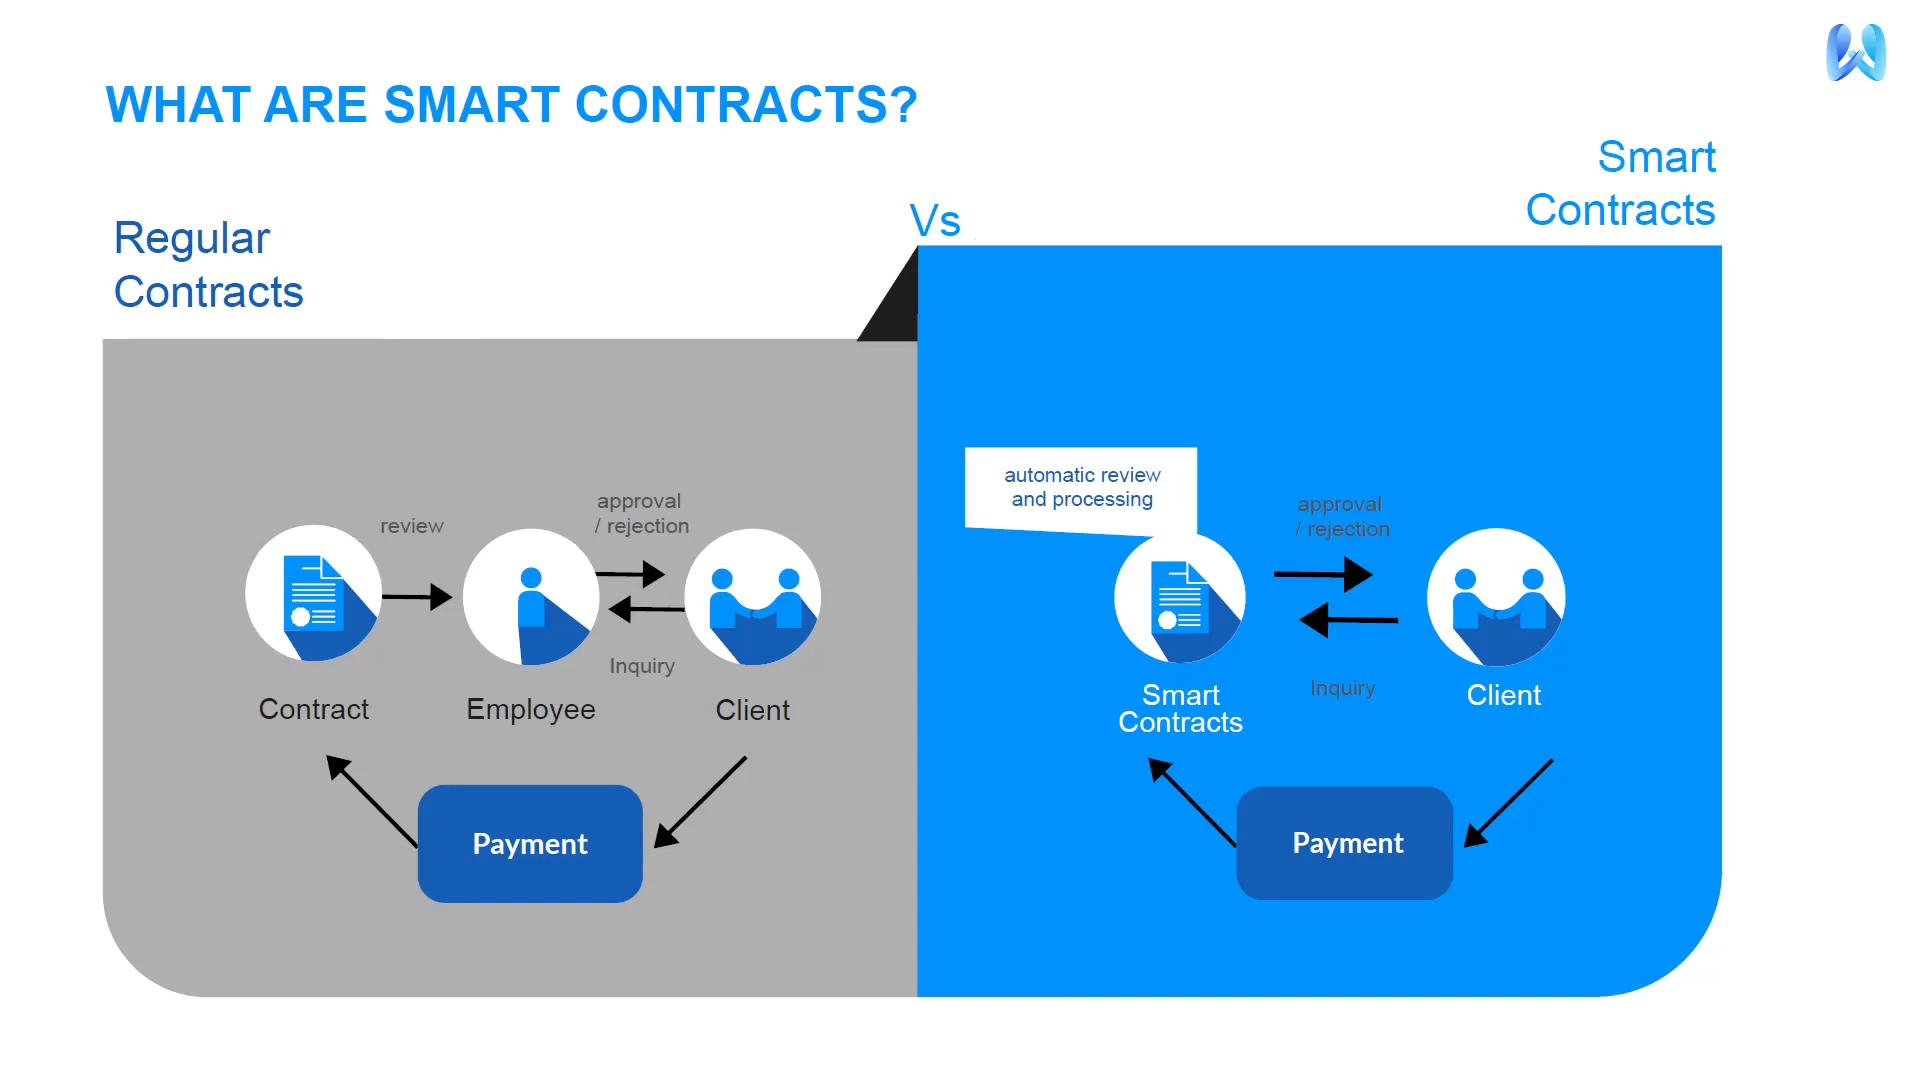 WHAT ARE SMART CONTRACTS?
Regular
Contracts
Vs
Smart
Contracts
review
approval
/ rejection
Inquiry
Contract
Employee
Client
Payment
automatic review
and processing
approval
/ rejection
Inquiry
Smart
Contracts
Client
Payment